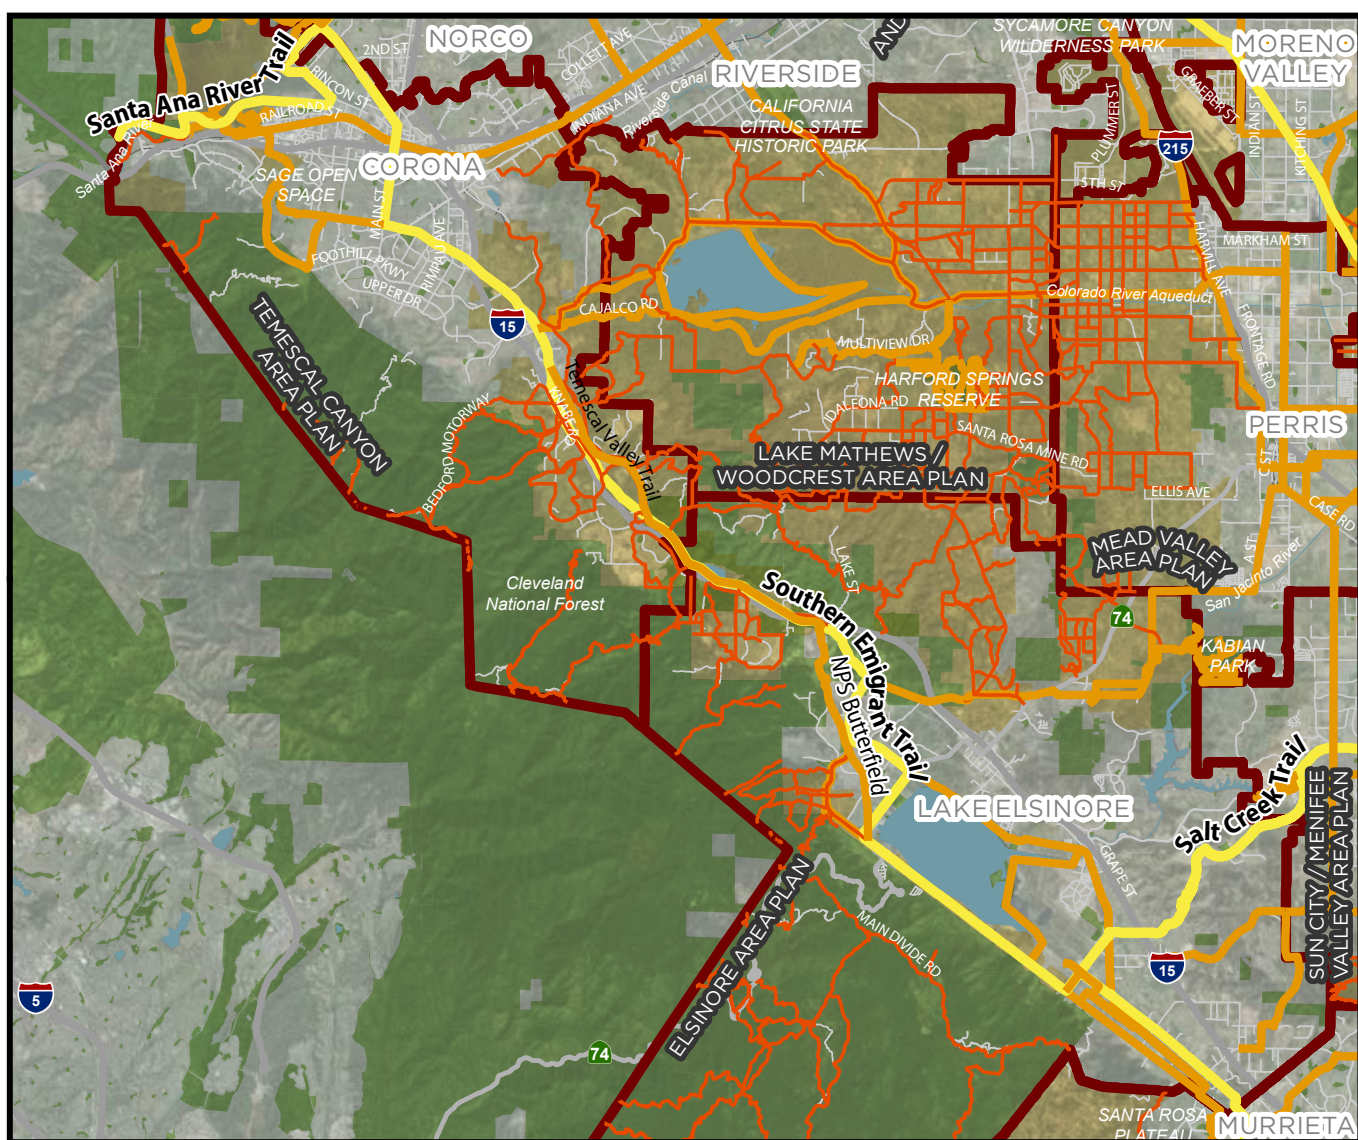 NORCO
2ND ST
COLLETT AVE
AND
SYCAMORE CANYON
WILDERNESS PARK
MORENO
VALLEY
Santa Ana River Trail
RINCON ST
RAILROAD ST
INDIANA AVE
Riverside Canal
RIVERSIDE
CALIFORNIA
CITRUS STATE
HISTORIC PARK
PLUMMER ST
GRAEBER ST
INDIAN ST
KITCHING ST
215
Santa Ana River
SAGE OPEN
SPACE
CORONA
MAIN ST
RIMPAU AVE
FOOTHILL PKWY
UPPER DR
5TH ST
HARVILL AVE
MARKHAM ST
TEMESCAL CANYON
AREA PLAN
15
CAJALCO RD
Colorado River Aqueduct
MULTIVIEW DR
FRONTAGE RD
HARFORD SPRINGS
RESERVE
IDALEONA RD
Temescal Valley Trail
BEDFORD MOTORWAY
SANTA ROSA MINE RD
PERRIS
LAKE MATHEWS /
WOODCREST AREA PLAN
C ST
ELLIS AVE
CASE RD
MEAD VALLEY
AREA PLAN
A ST
San Jacinto River
Cleveland
National Forest
LAKE ST
74
KABIAN
PARK
Southern Emigrant Trail
NPS Butterfield
LAKE ELSINORE
Salt Creek Trail
SUN CITY / MENIFEE
VALLEY AREA PLAN
GRAPE ST
ELSINORE AREA PLAN
MAIN DIVIDE RD
15
5
74
SANTA ROSA
PLATEAU
MURRIETA